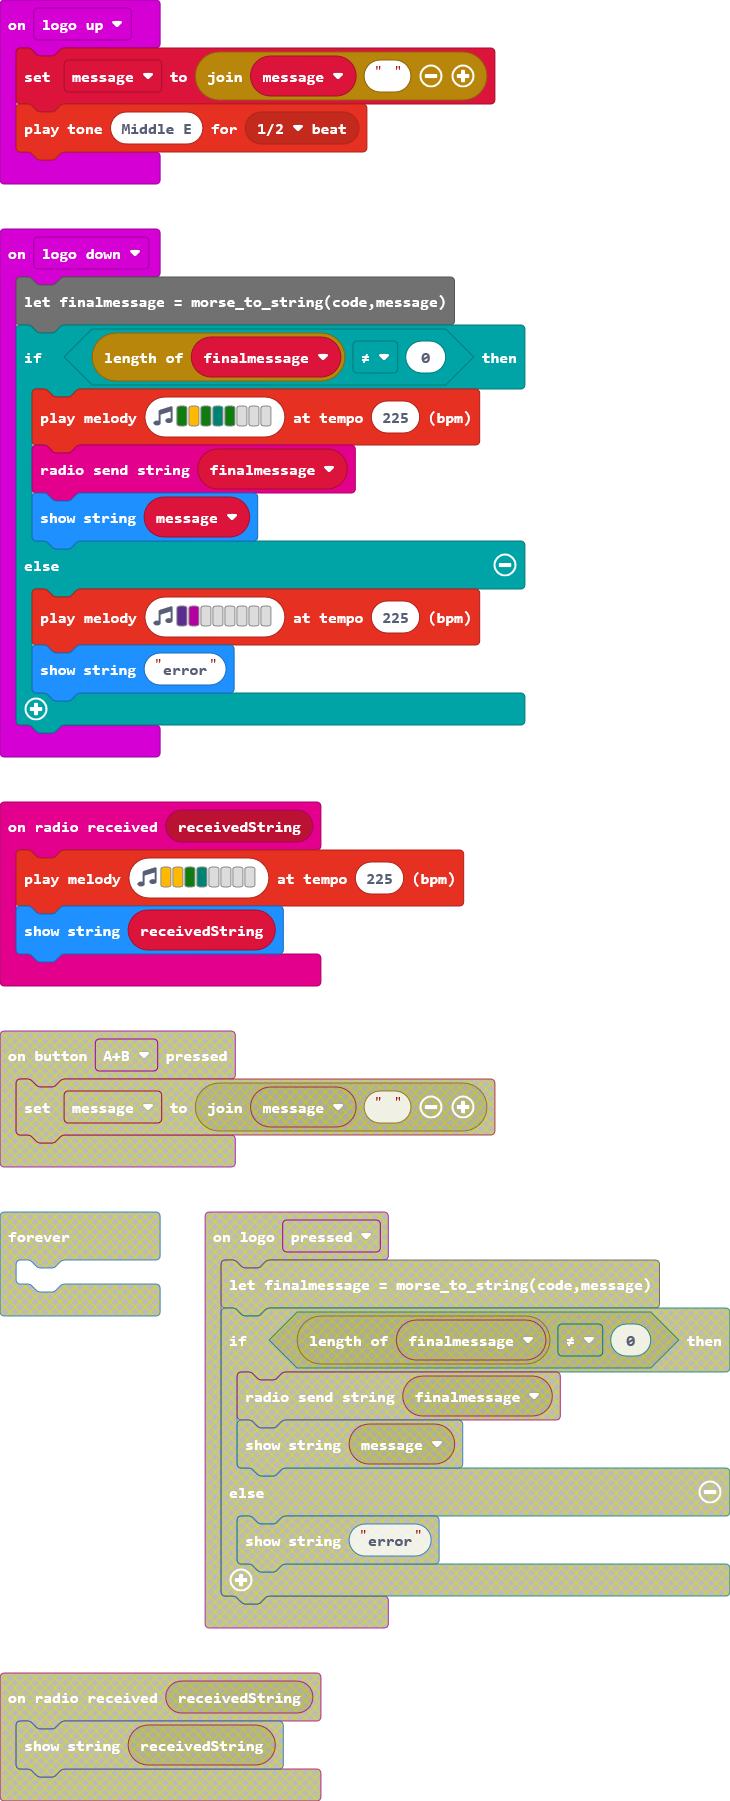 on logo up
set message to join message " "
play tone Middle E for 1/2 beat
on logo down
let finalmessage = morse_to_string(code,message)
if length of finalmessage ≠ 0 then
play melody at tempo 225 (bpm)
radio send string finalmessage
show string message
else
play melody at tempo 225 (bpm)
show string "error"
on radio received receivedString
play melody at tempo 225 (bpm)
show string receivedString
on button A+B pressed
set message to join message " "
forever
on logo pressed
let finalmessage = morse_to_string(code,message)
if length of finalmessage ≠ 0 then
radio send string finalmessage
show string message
else
show string "error"
on radio received receivedString
show string receivedString